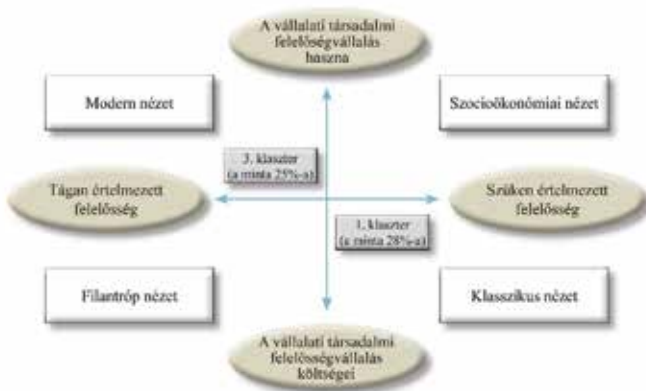 A vállalati társadalmi
felelőségvállalás
haszna
Modern nézet
Szocioökonómiai nézet
3. klaszter
(a minta 25%-a)
Tágan értelmezett
felelősség
Szűken értelmezett
felelősség
1. klaszter
(a minta 28%-a)
Filantróp nézet
Klasszikus nézet
A vállalati társadalmi
felelősségvállalás
költségei